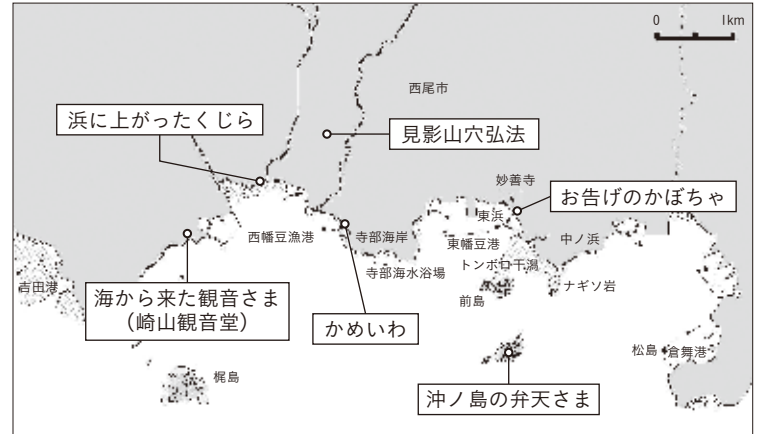 0 1km
西尾市
浜に上がったくじら
見影山穴弘法
妙善寺
お告げのかぼちゃ
東浜
西幡豆漁港
寺部海岸
東幡豆港
中ノ浜
トンボロ干潟
寺部海水浴場
ナギソ岩
吉田港
海から来た観音さま
（崎山観音堂）
前島
かめいわ
松島
倉舞港
梶島
沖ノ島の弁天さま